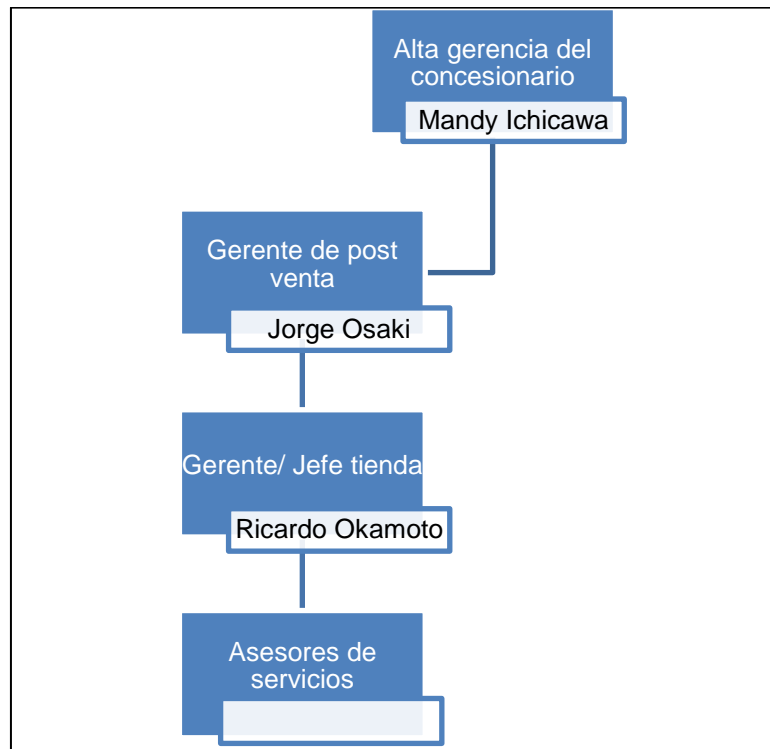 Alta gerencia del
concesionario
Mandy Ichicawa
Gerente de post
venta
Jorge Osaki
Gerente/ Jefe tienda
Ricardo Okamoto
Asesores de
servicios